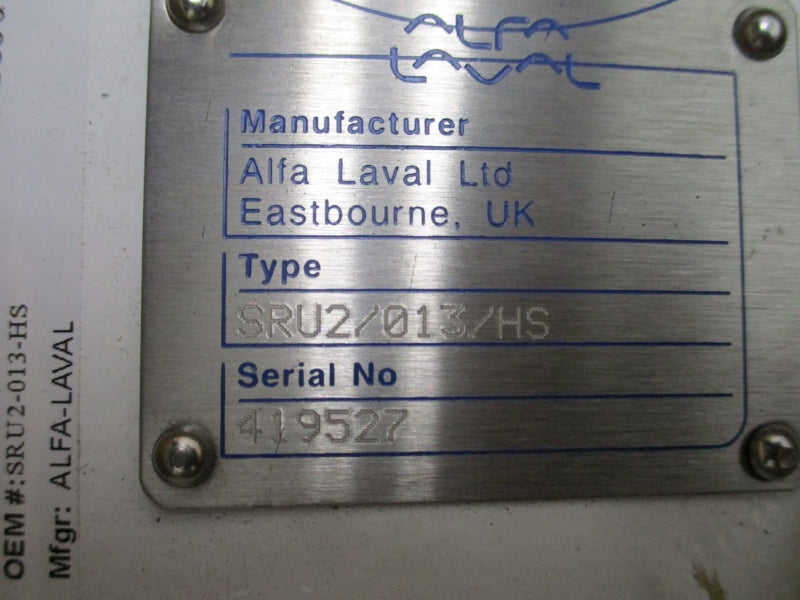 ALFA
LAVAL
Manufacturer
Alfa Laval Ltd
Eastbourne, UK
Type
SRU2/013/HS
Serial No
419527
OEM #:SRU2-013-HS
Mfgr: ALFA-LAVAL